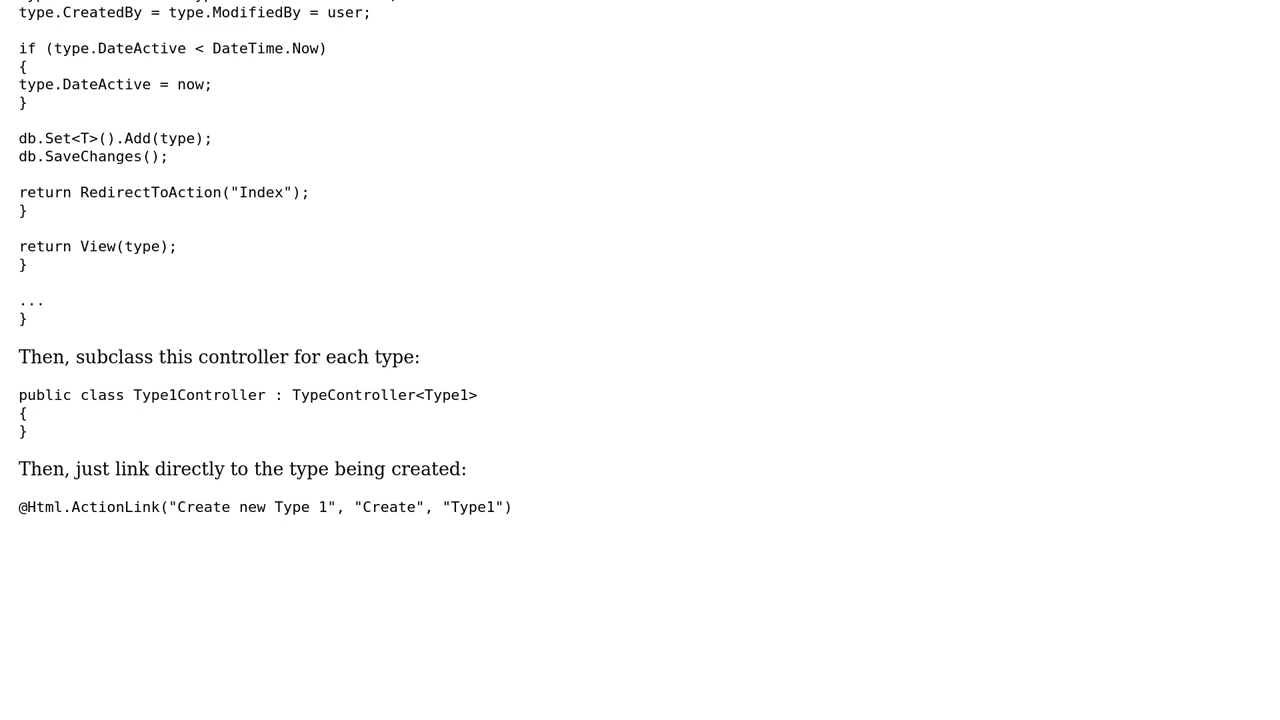 type.CreatedBy = type.ModifiedBy = user;
if (type.DateActive < DateTime.Now)
{
type.DateActive = now;
}
db.Set<T>().Add(type);
db.SaveChanges();
return RedirectToAction("Index");
}
return View(type);
}
...
}
Then, subclass this controller for each type:
public class Type1Controller : TypeController<Type1>
{
}
Then, just link directly to the type being created:
@Html.ActionLink("Create new Type 1", "Create", "Type1")